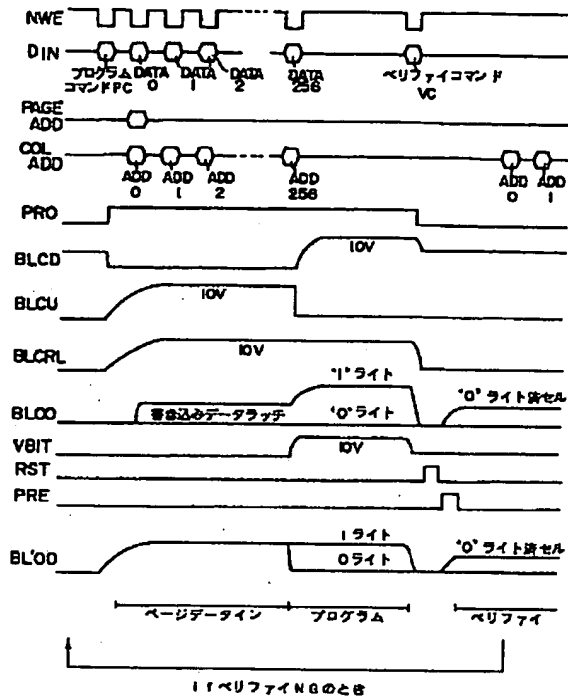 NWE
DIN
プログラム
コマンドPC
DATA
0
DATA
1
DATA
2
DATA
256
ベリファイコマンド
VC
PAGE
ADD
COL
ADD
ADD
0
ADD
1
ADD
2
ADD
256
ADD
0
ADD
1
PRO
BLCD
10V
BLCU
10V
BLCRL
10V
"1"ライト
BLOD
書き込みデータラッチ
"0"ライト
"0"ライト済セル
VBIT
10V
RST
PRE
BL'OD
1ライト
0ライト
"0"ライト済セル
ページデータイン
プログラム
ベリファイ
ifベリファイNGのとき